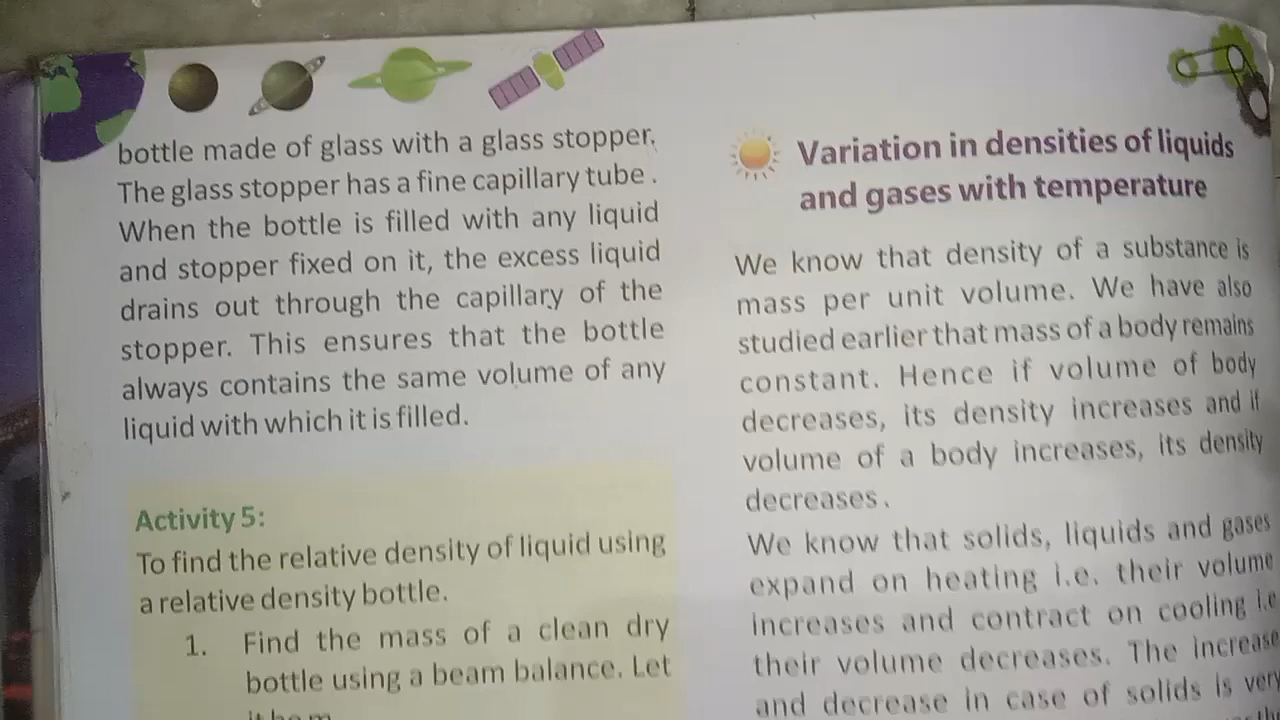 bottle made of glass with a glass stopper.
The glass stopper has a fine capillary tube .
When the bottle is filled with any liquid
and stopper fixed on it, the excess liquid
drains out through the capillary of the
stopper. This ensures that the bottle
always contains the same volume of any
liquid with which it is filled.
Activity 5:
To find the relative density of liquid using
a relative density bottle.
1. Find the mass of a clean dry
bottle using a beam balance. Let
Variation in densities of liquids
and gases with temperature
We know that density of a substance is
mass per unit volume. We have also
studied earlier that mass of a body remains
constant. Hence if volume of body
decreases, its density increases and if
volume of a body increases, its density
decreases.
We know that solids, liquids and gases
expand on heating i.e. their volume
increases and contract on cooling i.e
their volume decreases. The increase
and decrease in case of solids is very